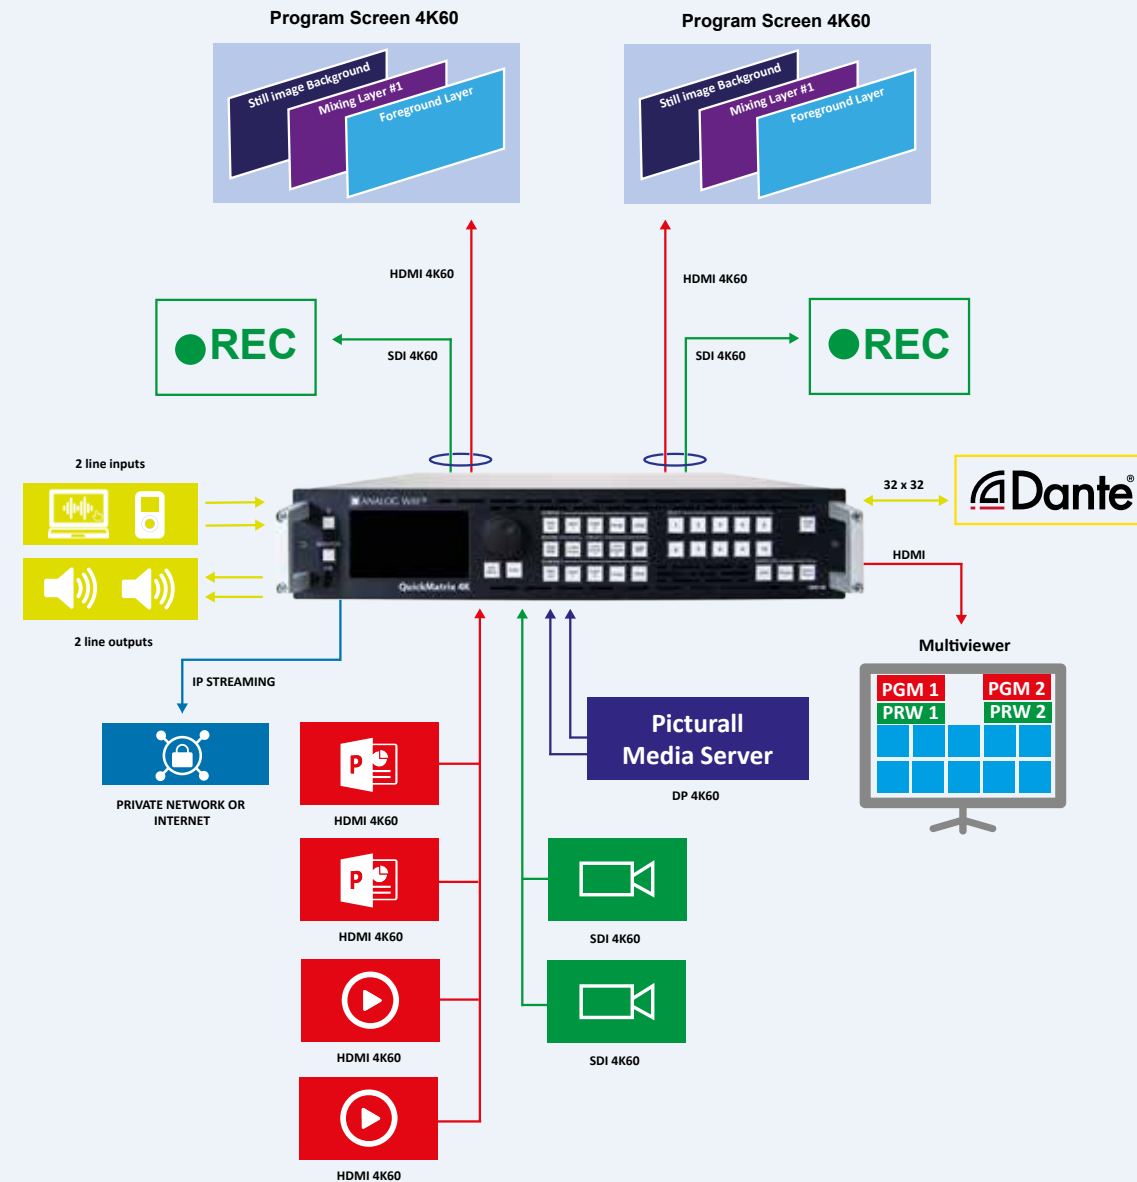 Program Screen 4K60
Program Screen 4K60
Still image Background
Mixing Layer #1
Foreground Layer
Still image Background
Mixing Layer #1
Foreground Layer
HDMI 4K60
HDMI 4K60
REC
SDI 4K60
SDI 4K60
REC
2 line inputs
32 x 32
Dante®
ANALOG WAY®
HDMI
QuickMatrix 4K
2 line outputs
IP STREAMING
PRIVATE NETWORK OR
INTERNET
Multiviewer
PGM 1
PGM 2
PRW 1
PRW 2
Picturall
Media Server
DP 4K60
P
HDMI 4K60
P
HDMI 4K60
SDI 4K60
HDMI 4K60
SDI 4K60
HDMI 4K60